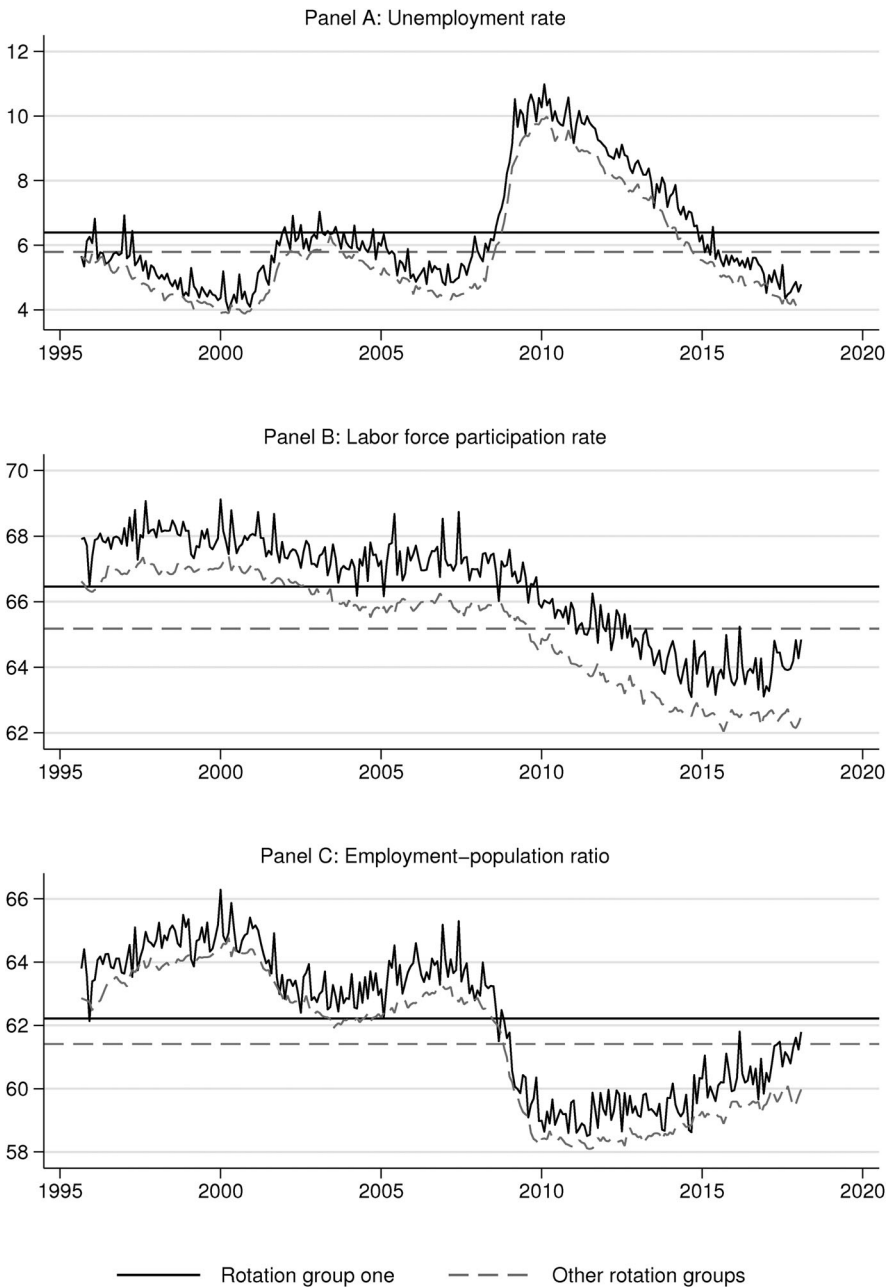 Panel A: Unemployment rate
12
10
8
6
4
1995 2000 2005 2010 2015 2020
Panel B: Labor force participation rate
70
68
66
64
62
1995 2000 2005 2010 2015 2020
Panel C: Employment−population ratio
66
64
62
60
58
1995 2000 2005 2010 2015 2020
Rotation group one Other rotation groups